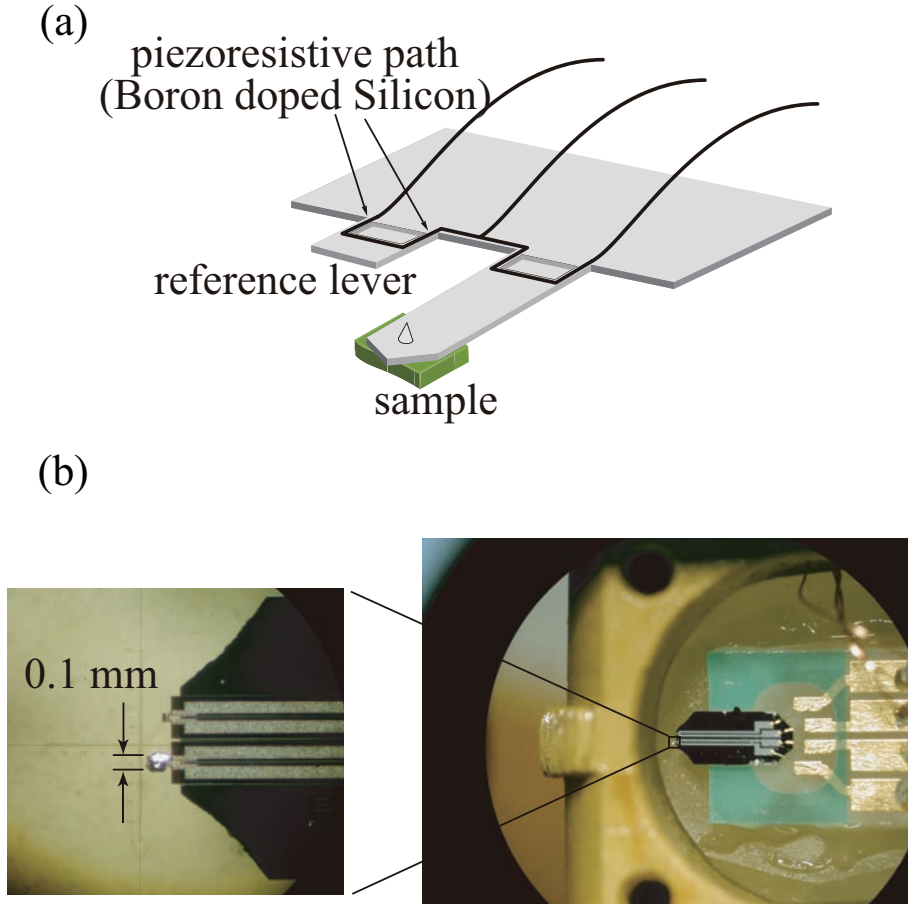 (a)
piezoresistive path
(Boron doped Silicon)
reference lever
sample
(b)
0.1 mm